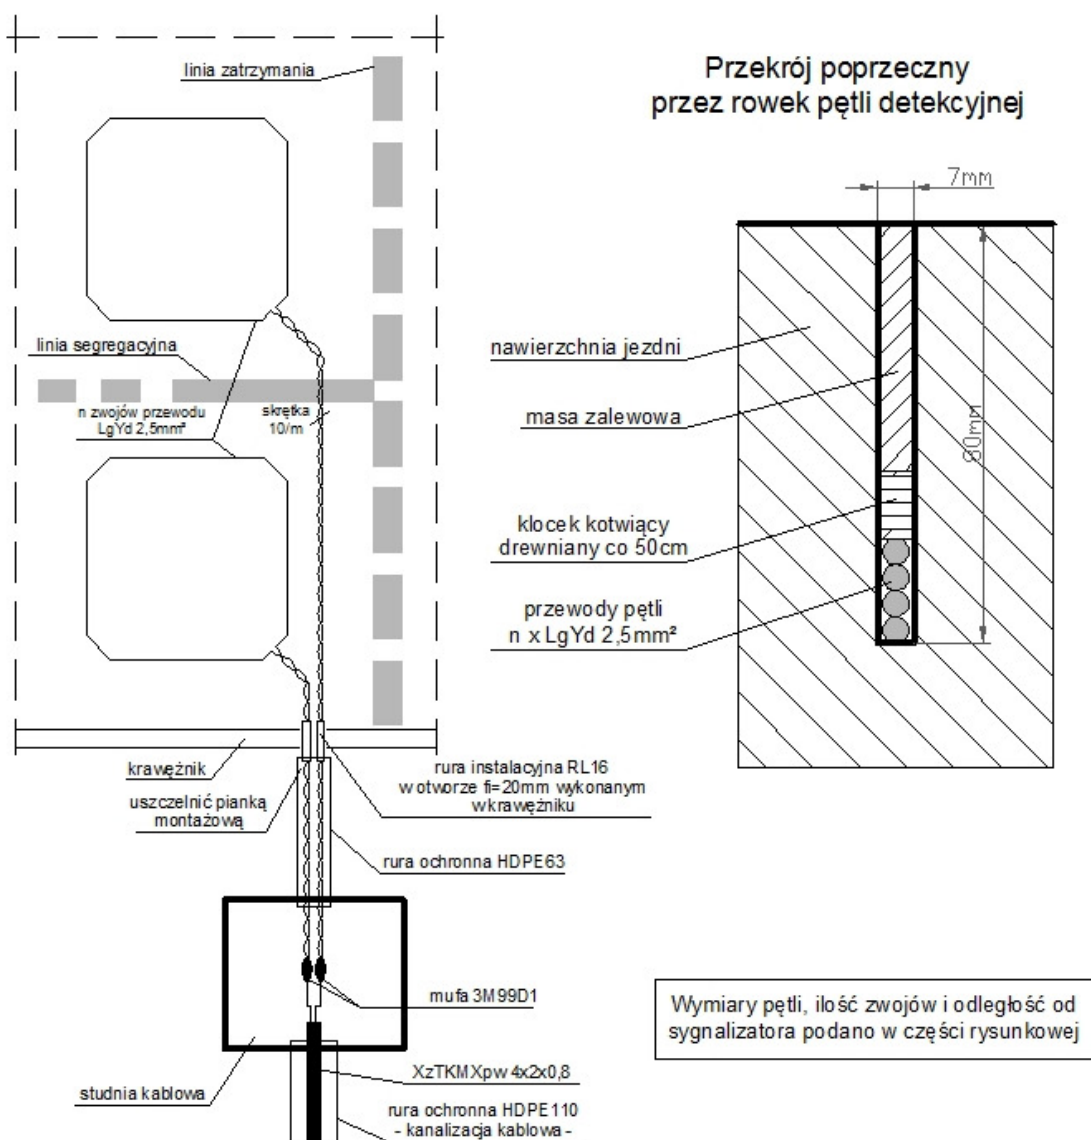 linia zatrzymania
Przekrój poprzeczny
przez rowek pętli detekcyjnej
7mm
linia segregacyjna
n zwojów przewodu
LgYd 2,5mm²
skrętka
10/m
nawierzchnia jezdni
masa zalewowa
80mm
klocek kotwiący
drewniany co 50cm
przewody pętli
n x LgYd 2,5mm²
krawężnik
uszczelnić pianką
montażową
rura instalacyjna RL16
w otworze fi=20mm wykonanym
w krawężniku
rura ochronna HDPE63
mufa 3M99D1
Wymiary pętli, ilość zwojów i odległość od
sygnalizatora podano w części rysunkowej
XzTKMXpw 4x2x0,8
studnia kablowa
rura ochronna HDPE110
- kanalizacja kablowa -